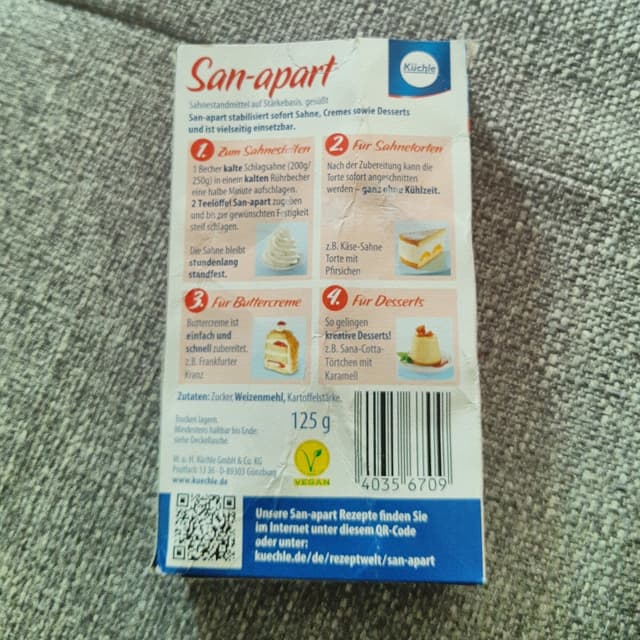 San-apart
Küchle
Sahnestandmittel auf Stärkebasis, gesüßt
San-apart stabilisiert sofort Sahne, Cremes sowie Desserts
und ist vielseitig einsetzbar.
1. Zum Sahnesteifen
1 Becher kalte Schlagsahne (200g/
250g) in einem kalten Rührbecher
eine halbe Minute aufschlagen.
2 Teelöffel San-apart zugeben
und bis zur gewünschten Festigkeit
steif schlagen.
Die Sahne bleibt
stundenlang
standfest.
2. Für Sahnetorten
Nach der Zubereitung kann die
Torte sofort angeschnitten
werden – ganz ohne Kühlzeit.
z.B. Käse-Sahne
Torte mit
Pfirsichen
3. Für Buttercreme
Buttercreme ist
einfach und
schnell zubereitet.
z.B. Frankfurter
Kranz
4. Für Desserts
So gelingen
kreative Desserts!
z.B. Sana-Cotta-
Törtchen mit
Karamell
Zutaten: Zucker, Weizenmehl, Kartoffelstärke.
Trocken lagern.
Mindestens haltbar bis Ende:
siehe Deckellasche.
125 g
W. u. H. Küchle GmbH & Co. KG
Postfach 13 36 · D-89303 Günzburg
www.kuechle.de
V
VEGAN
4035 6709
Unsere San-apart Rezepte finden Sie
im Internet unter diesem QR-Code
oder unter:
kuechle.de/de/rezeptwelt/san-apart